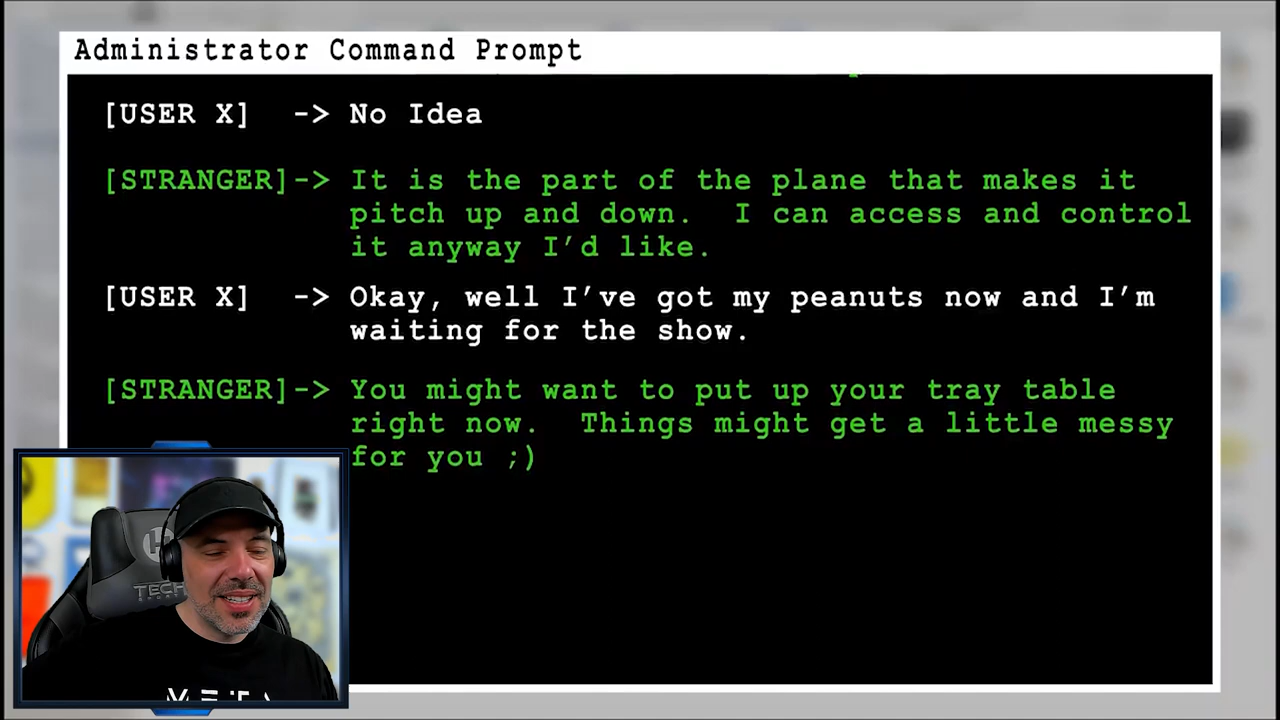 Administrator Command Prompt
[USER X] -> No Idea
[STRANGER]-> It is the part of the plane that makes it
pitch up and down. I can access and control
it anyway I'd like.
[USER X] -> Okay, well I've got my peanuts now and I'm
waiting for the show.
[STRANGER]-> You might want to put up your tray table
right now. Things might get a little messy
for you ;)
TECH